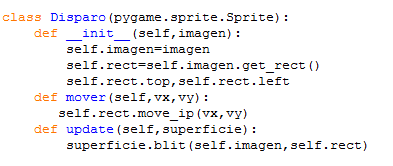 class Disparo(pygame.sprite.Sprite):
    def __init__(self,imagen):
        self.imagen=imagen
        self.rect=self.imagen.get_rect()
        self.rect.top,self.rect.left
    def mover(self,vx,vy):
       self.rect.move_ip(vx,vy)
    def update(self,superficie):
        superficie.blit(self.imagen,self.rect)